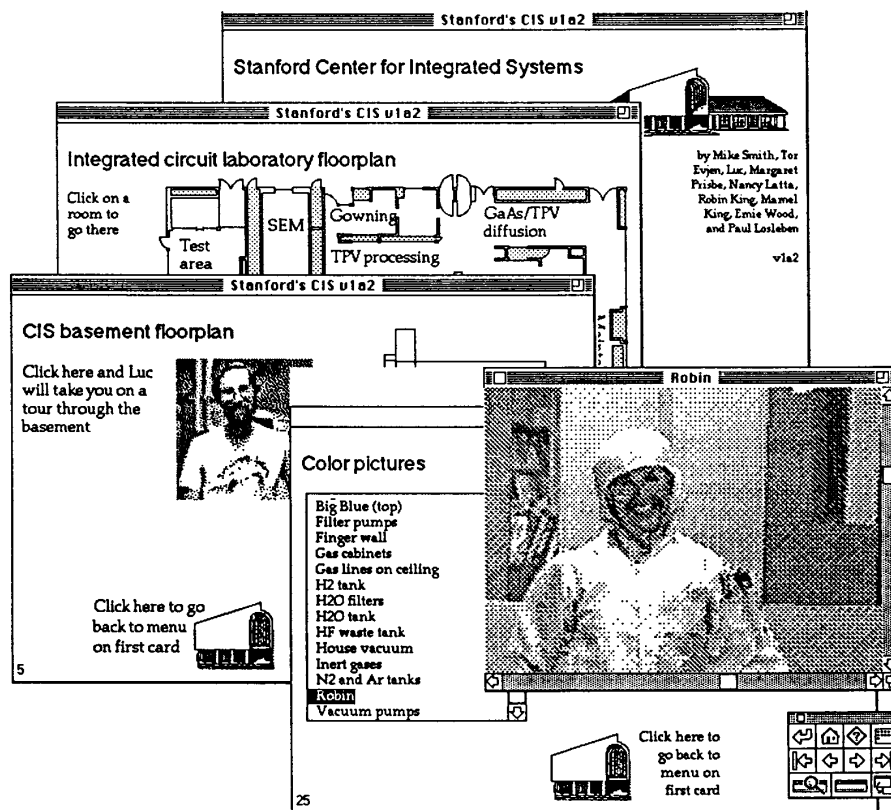 Stanford's CIS v1a2
Stanford Center for Integrated Systems
by Mike Smith, Tor
Evjen, Luc, Margaret
Prisbe, Nancy Latta,
Robin King, Mamel
King, Ernie Wood,
and Paul Losleben
v1a2
Stanford's CIS v1a2
Integrated circuit laboratory floorplan
Click on a
room to
go there
Test
area
SEM
Gowning
TPV processing
GaAs/TPV
diffusion
Stanford's CIS v1a2
CIS basement floorplan
Click here and Luc
will take you on a
tour through the
basement
Click here to go
back to menu
on first card
5
Color pictures
Big Blue (top)
Filter pumps
Finger wall
Gas cabinets
Gas lines on ceiling
H2 tank
H2O filters
H2O tank
HF waste tank
House vacuum
Inert gases
N2 and Ar tanks
Robin
Vacuum pumps
Click here to
go back to
menu on
first card
25
Robin